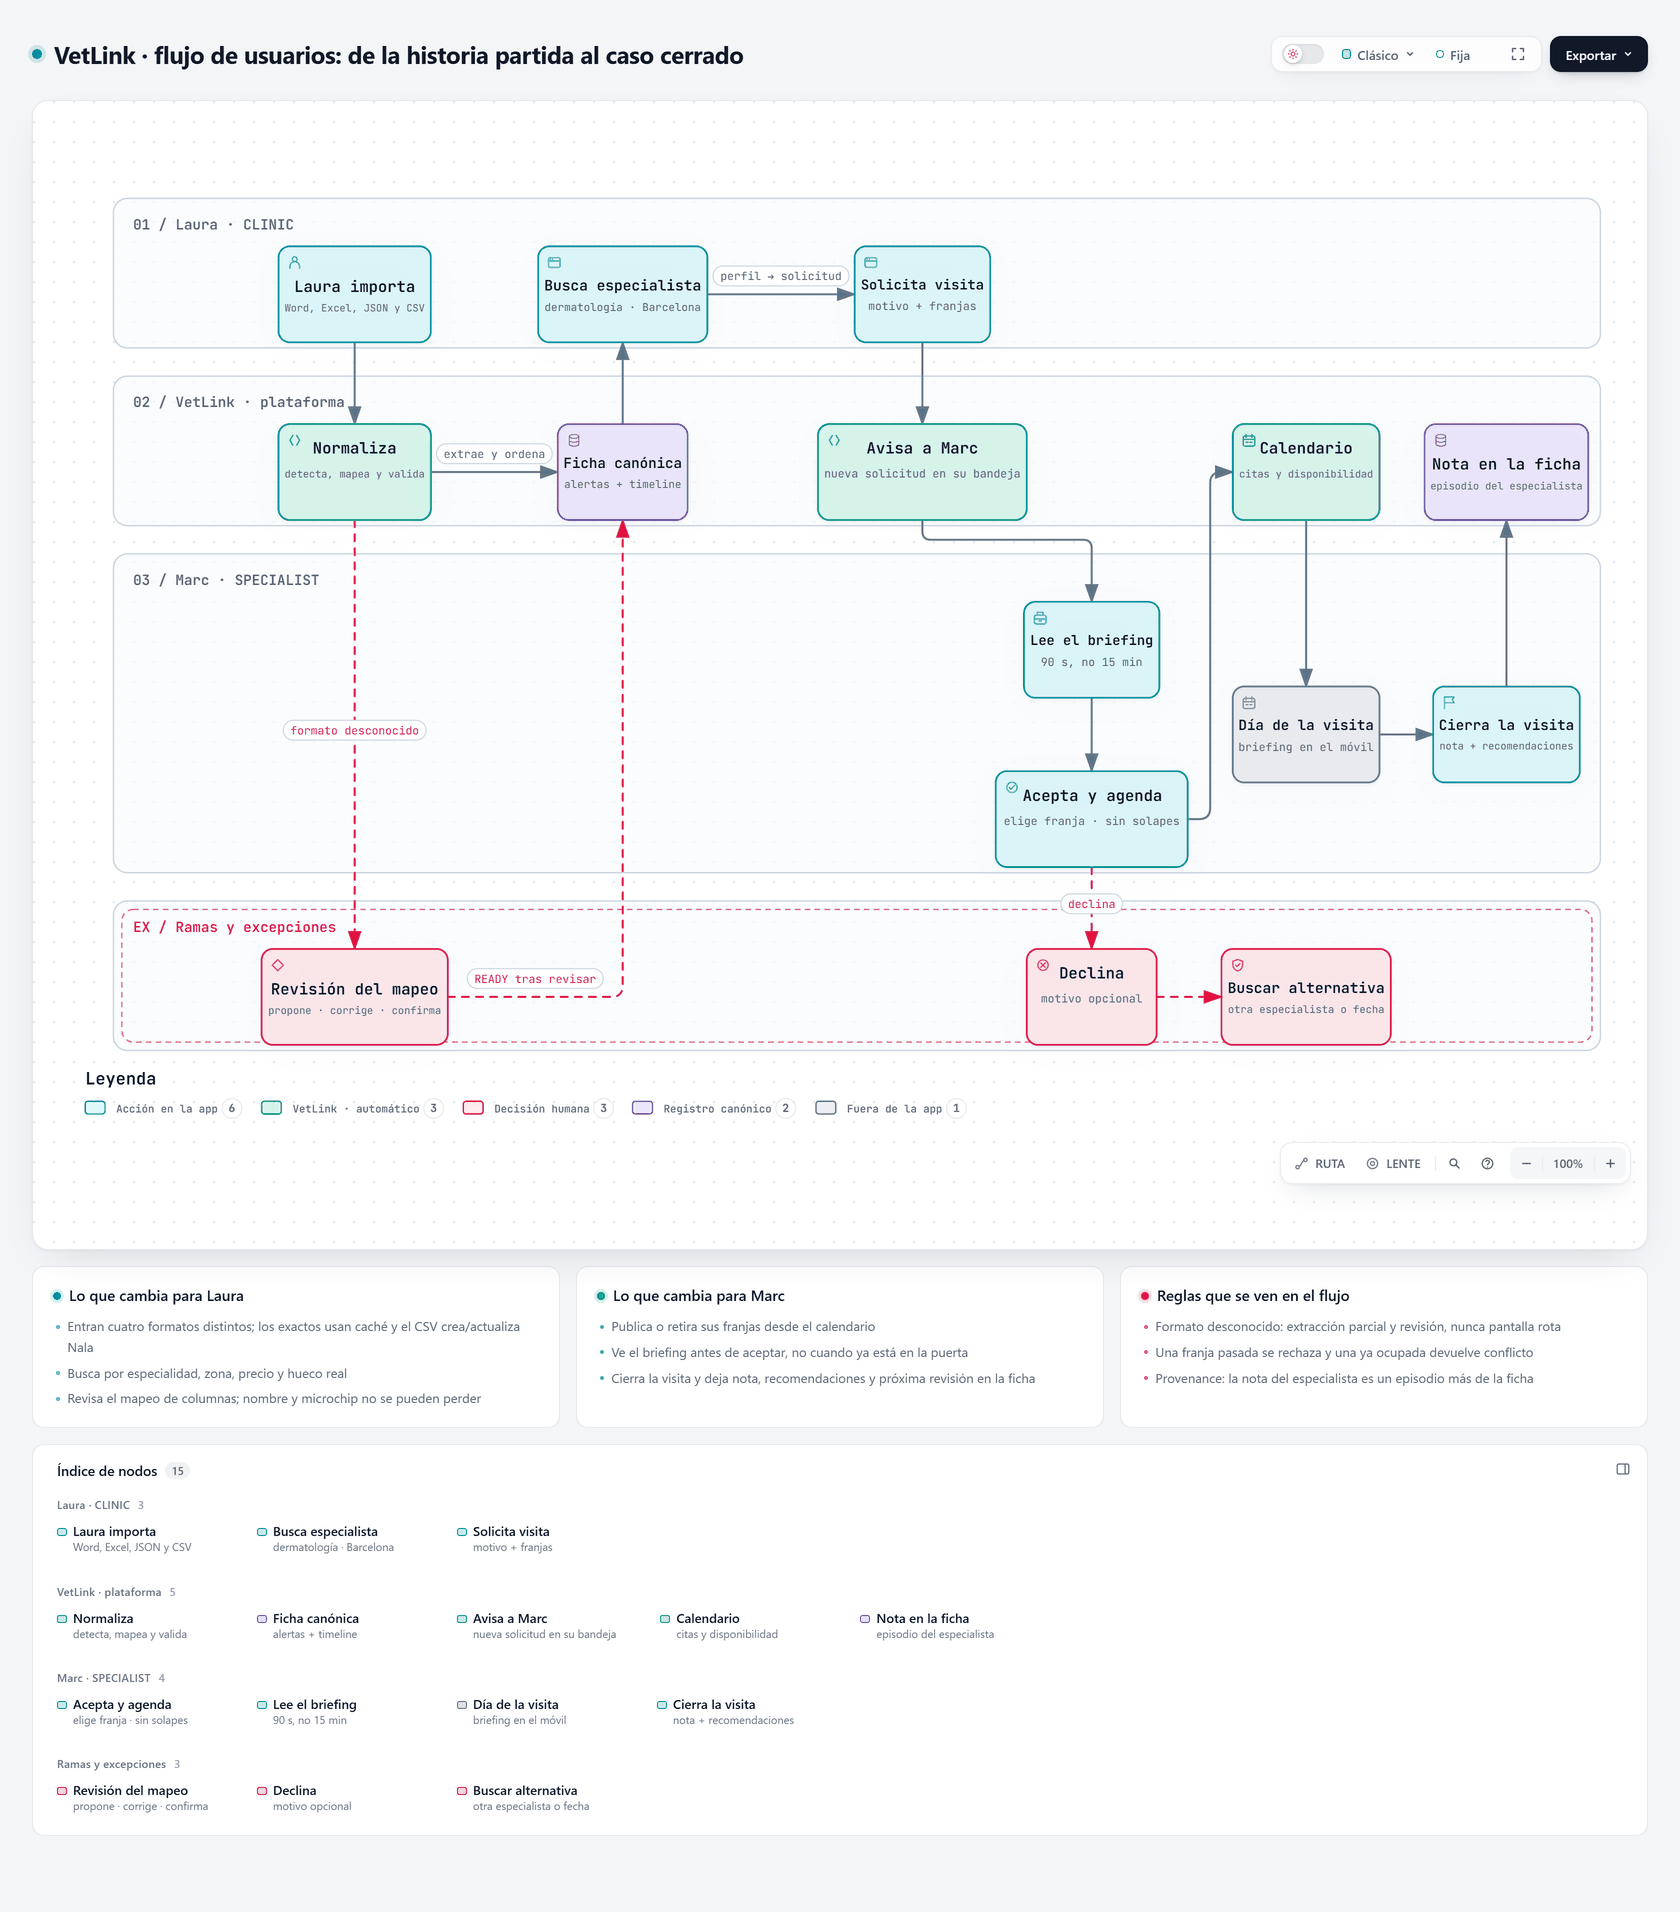 VetLink · flujo de usuarios: de la historia partida al caso cerrado
Clásico
Fija
Exportar
01 / Laura · CLINIC
Laura importa
Word, Excel, JSON y CSV
Busca especialista
dermatología · Barcelona
perfil → solicitud
Solicita visita
motivo + franjas
02 / VetLink · plataforma
Normaliza
detecta, mapea y valida
extrae y ordena
Ficha canónica
alertas + timeline
Avisa a Marc
nueva solicitud en su bandeja
Calendario
citas y disponibilidad
Nota en la ficha
episodio del especialista
03 / Marc · SPECIALIST
Lee el briefing
90 s, no 15 min
formato desconocido
Día de la visita
briefing en el móvil
Cierra la visita
nota + recomendaciones
Acepta y agenda
elige franja · sin solapes
declina
EX / Ramas y excepciones
Revisión del mapeo
propone · corrige · confirma
READY tras revisar
Declina
motivo opcional
Buscar alternativa
otra especialista o fecha
Leyenda
Acción en la app 6
VetLink · automático 3
Decisión humana 3
Registro canónico 2
Fuera de la app 1
RUTA
LENTE
− 100% +
Lo que cambia para Laura
• Entran cuatro formatos distintos; los exactos usan caché y el CSV crea/actualiza
Nala
• Busca por especialidad, zona, precio y hueco real
• Revisa el mapeo de columnas; nombre y microchip no se pueden perder
Lo que cambia para Marc
• Publica o retira sus franjas desde el calendario
• Ve el briefing antes de aceptar, no cuando ya está en la puerta
• Cierra la visita y deja nota, recomendaciones y próxima revisión en la ficha
Reglas que se ven en el flujo
• Formato desconocido: extracción parcial y revisión, nunca pantalla rota
• Una franja pasada se rechaza y una ya ocupada devuelve conflicto
• Provenance: la nota del especialista es un episodio más de la ficha
Índice de nodos 15
Laura · CLINIC 3
Laura importa
Word, Excel, JSON y CSV
Busca especialista
dermatología · Barcelona
Solicita visita
motivo + franjas
VetLink · plataforma 5
Normaliza
detecta, mapea y valida
Ficha canónica
alertas + timeline
Avisa a Marc
nueva solicitud en su bandeja
Calendario
citas y disponibilidad
Nota en la ficha
episodio del especialista
Marc · SPECIALIST 4
Acepta y agenda
elige franja · sin solapes
Lee el briefing
90 s, no 15 min
Día de la visita
briefing en el móvil
Cierra la visita
nota + recomendaciones
Ramas y excepciones 3
Revisión del mapeo
propone · corrige · confirma
Declina
motivo opcional
Buscar alternativa
otra especialista o fecha